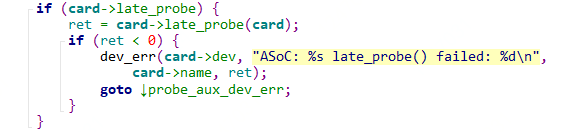 if (card->late_probe) {
ret = card->late_probe(card);
if (ret < 0) {
dev_err(card->dev, "ASoC: %s late_probe() failed: %d\n",
card->name, ret);
goto ↓probe_aux_dev_err;
}
}